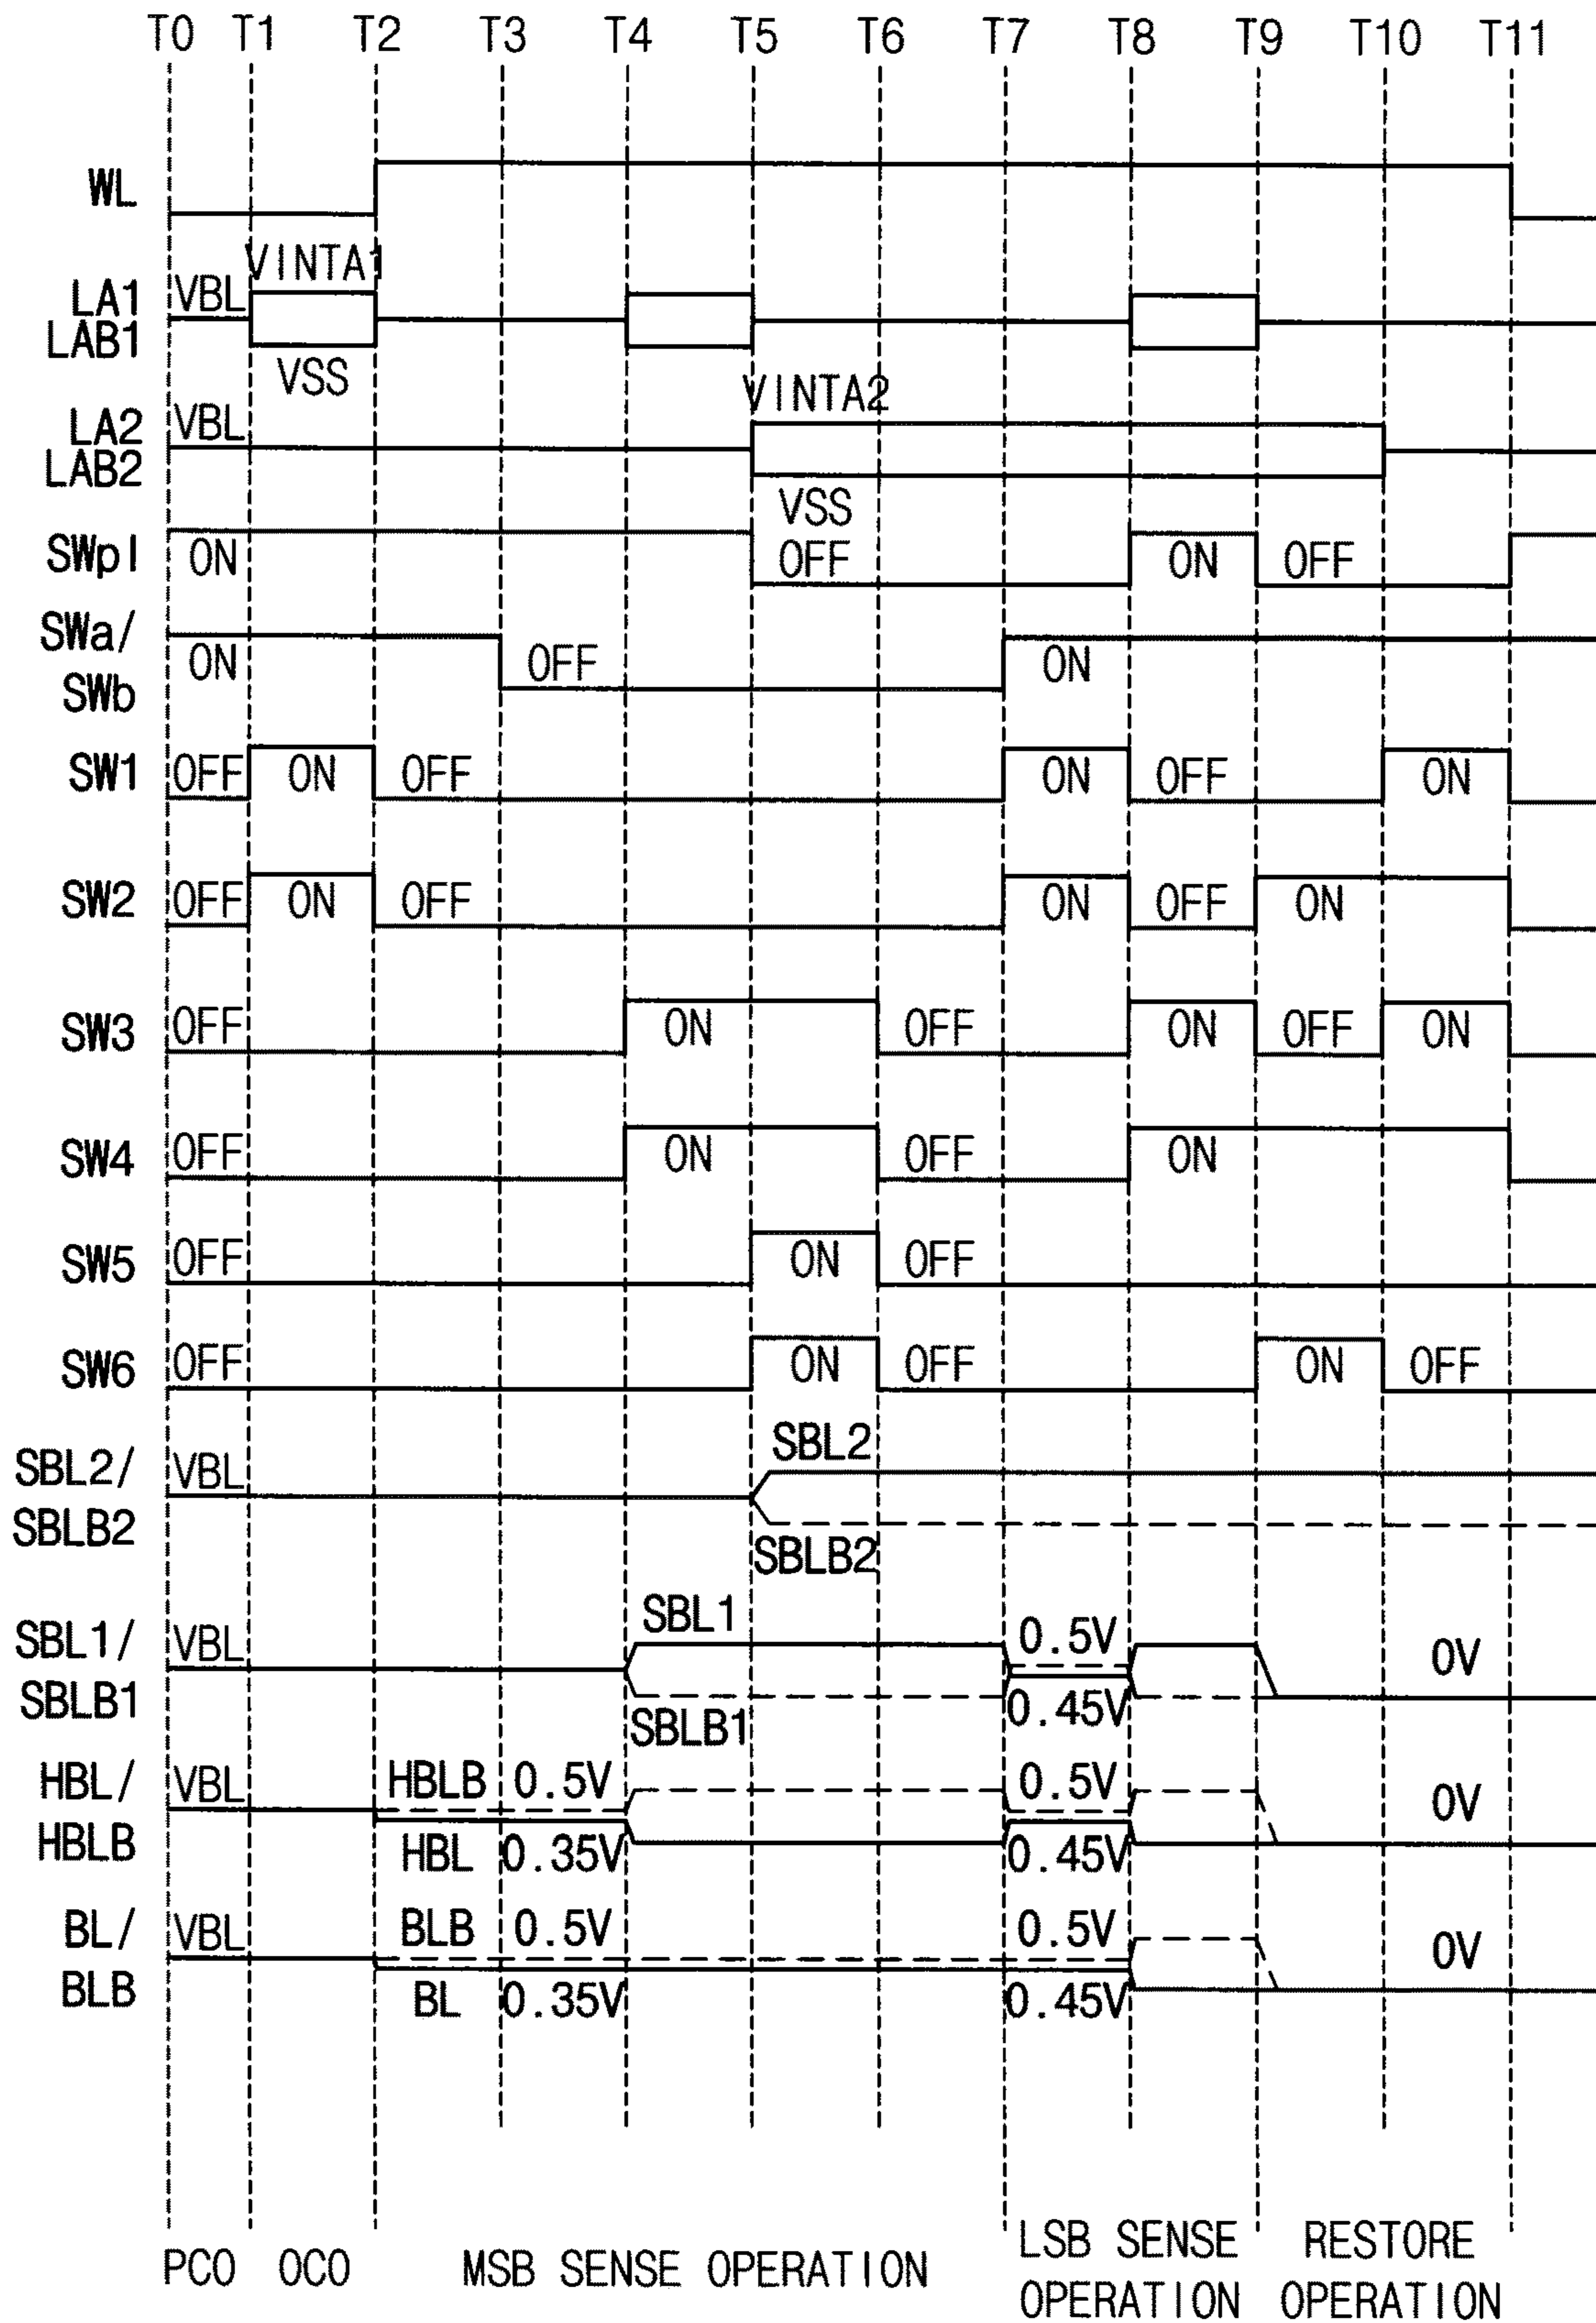 T0 T1 T2 T3 T4 T5 T6 T7 T8 T9 T10 T11
WL
VINTA1
LA1 VBL
LAB1
VSS
VINTA2
LA2 VBL
LAB2
VSS
SWpl ON OFF ON OFF
SWa/
ON OFF ON
SWb
SW1 OFF ON OFF ON OFF ON
SW2 OFF ON OFF ON OFF ON
SW3 OFF ON OFF ON OFF ON
SW4 OFF ON OFF ON
SW5 OFF ON OFF
SW6 OFF ON OFF ON OFF
SBL2
SBL2/ VBL
SBLB2
SBLB2
SBL1 0.5V
SBL1/ VBL 0V
SBLB1 SBLB1 0.45V
HBL/ VBL HBLB 0.5V 0.5V 0V
HBLB HBL 0.35V 0.45V
BL/ VBL BLB 0.5V 0.5V 0V
BLB BL 0.35V 0.45V
PCO OCO MSB SENSE OPERATION
LSB SENSE
OPERATION
RESTORE
OPERATION